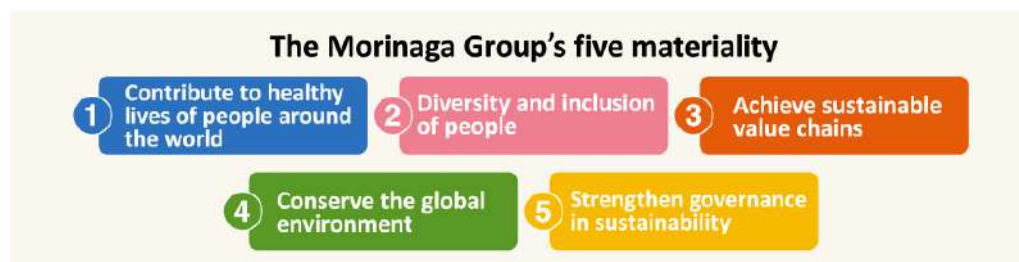 The Morinaga Group's five materiality
1 Contribute to healthy
lives of people around
the world
2 Diversity and inclusion
of people
3 Achieve sustainable
value chains
4 Conserve the global
environment
5 Strengthen governance
in sustainability